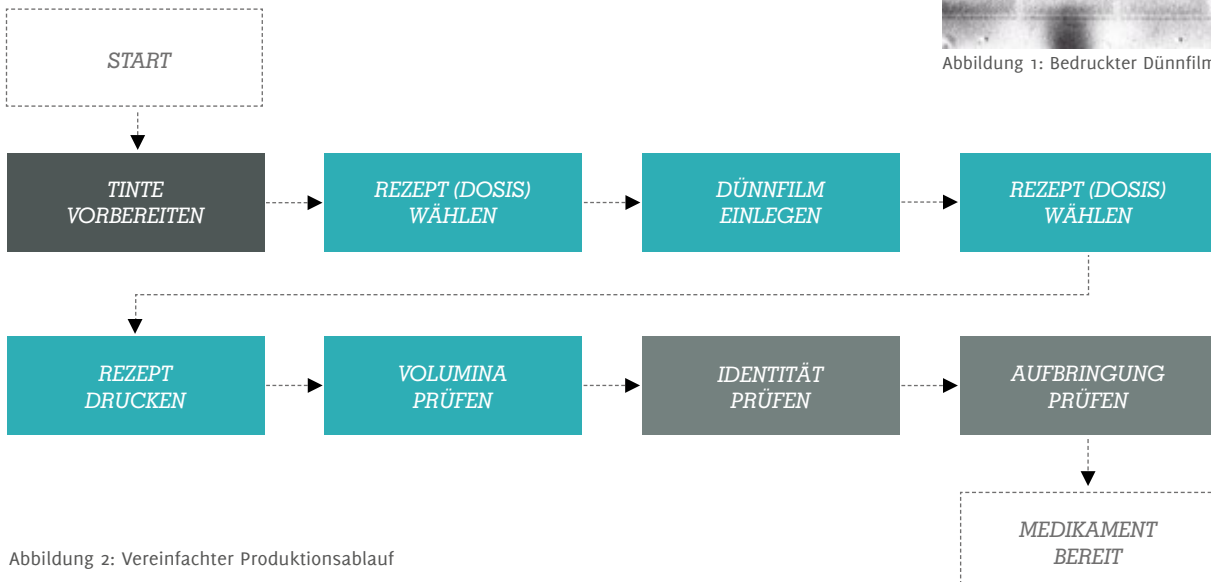 START
Abbildung 1: Bedruckter Dünnfilm
TINTE
VORBEREITEN
REZEPT (DOSIS)
WÄHLEN
DÜNNFILM
EINLEGEN
REZEPT (DOSIS)
WÄHLEN
REZEPT
DRUCKEN
VOLUMINA
PRÜFEN
IDENTITÄT
PRÜFEN
AUFBRINGUNG
PRÜFEN
MEDIKAMENT
BEREIT
Abbildung 2: Vereinfachter Produktionsablauf